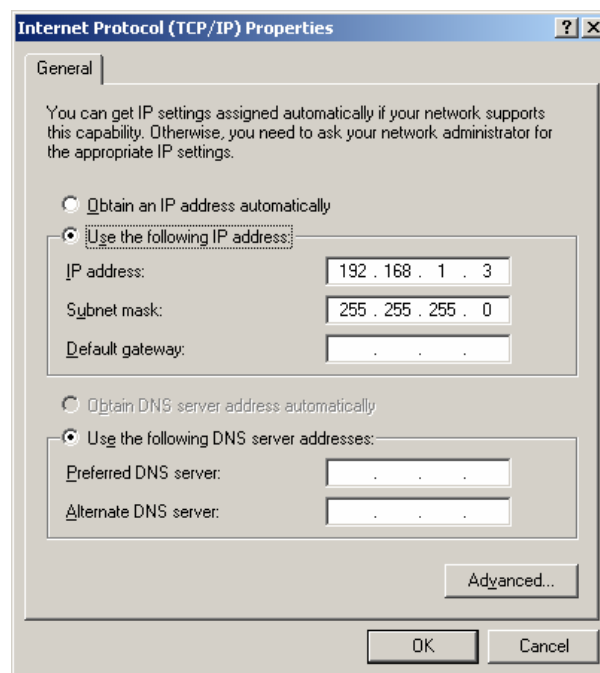 Internet Protocol (TCP/IP) Properties
General
You can get IP settings assigned automatically if your network supports
this capability. Otherwise, you need to ask your network administrator for
the appropriate IP settings.
Obtain an IP address automatically
Use the following IP address:
IP address: 192 . 168 . 1 . 3
Subnet mask: 255 . 255 . 255 . 0
Default gateway: . . .
Obtain DNS server address automatically
Use the following DNS server addresses:
Preferred DNS server: . . .
Alternate DNS server: . . .
Advanced...
OK Cancel